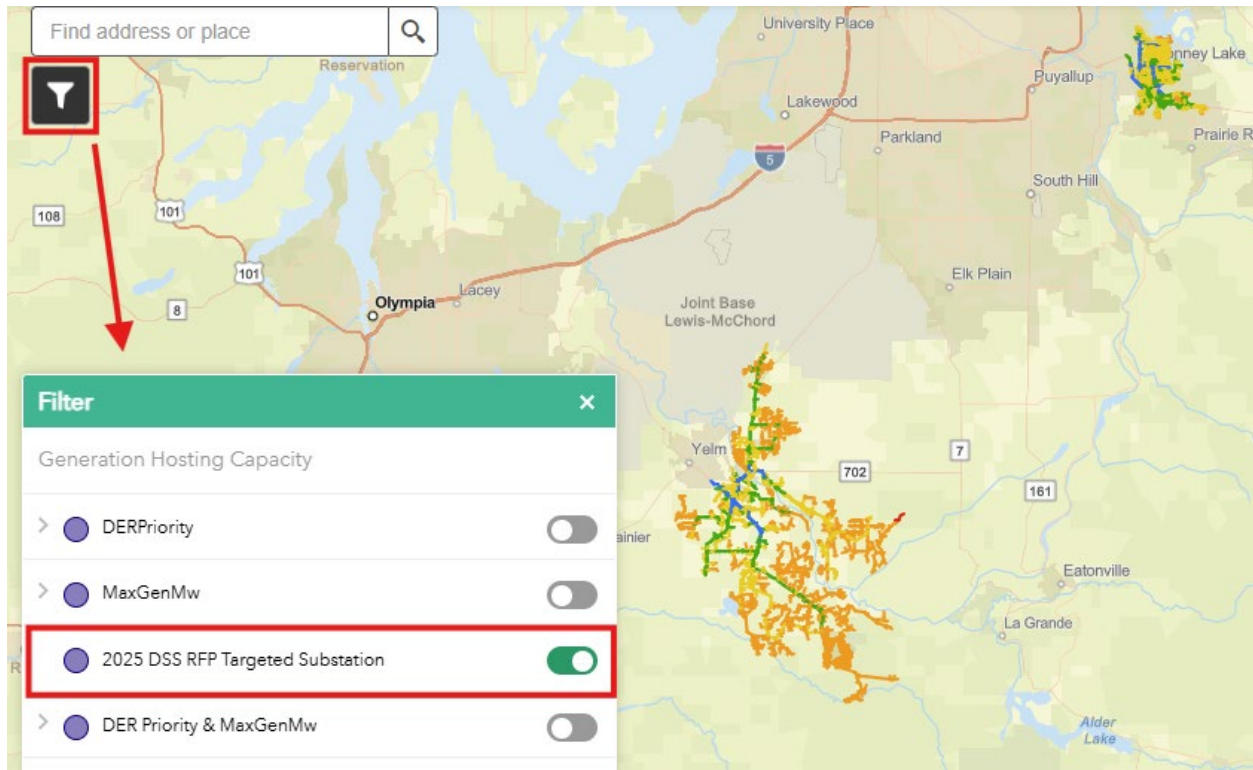 Find address or place
Reservation
University Place
Puyallup
Lakewood
Parkland
5
South Hill
108
101
101
8
Olympia
Lacey
Elk Plain
Joint Base
Lewis-McChord
Filter
×
Generation Hosting Capacity
DERPriority
MaxGenMw
2025 DSS RFP Targeted Substation
DER Priority & MaxGenMw
Yelm
702
7
161
Eatonville
La Grande
Alder
Lake